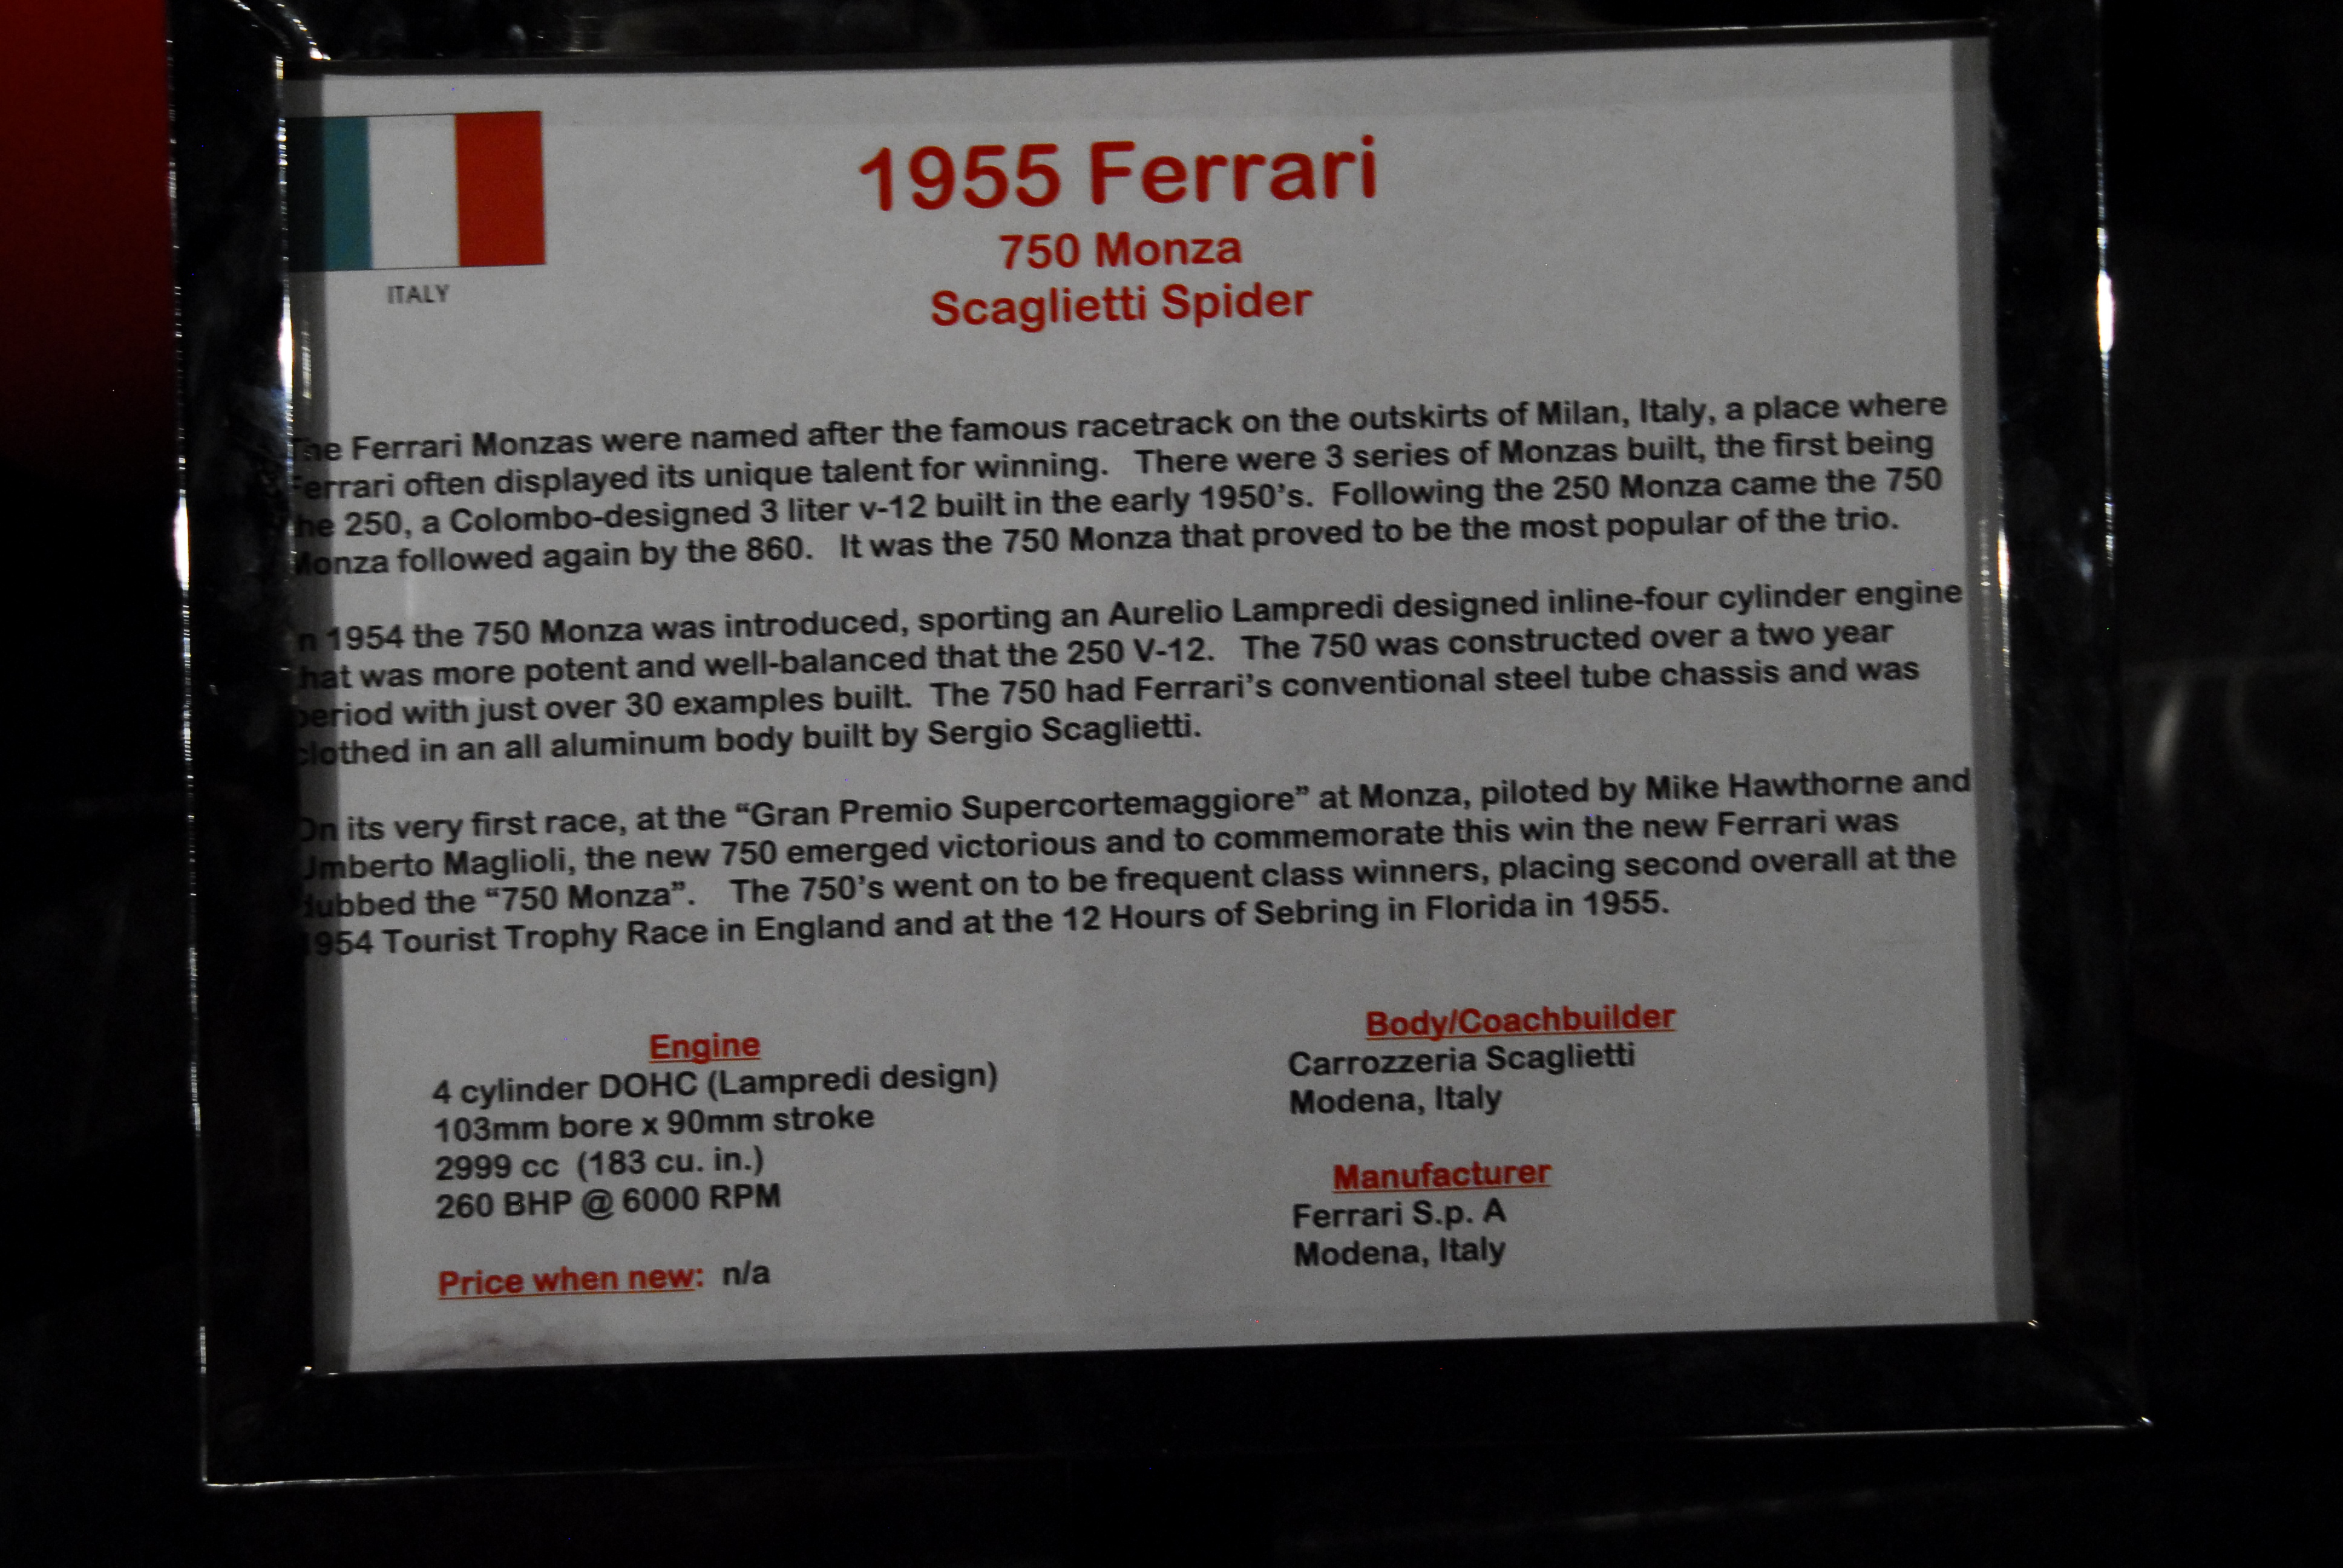 ITALY
1955 Ferrari
750 Monza
Scaglietti Spider
The Ferrari Monzas were named after the famous racetrack on the outskirts of Milan, Italy, a place where
Ferrari often displayed its unique talent for winning. There were 3 series of Monzas built, the first being
the 250, a Colombo-designed 3 liter v-12 built in the early 1950's. Following the 250 Monza came the 750
Monza followed again by the 860. It was the 750 Monza that proved to be the most popular of the trio.
In 1954 the 750 Monza was introduced, sporting an Aurelio Lampredi designed inline-four cylinder engine
that was more potent and well-balanced that the 250 V-12. The 750 was constructed over a two year
period with just over 30 examples built. The 750 had Ferrari's conventional steel tube chassis and was
clothed in an all aluminum body built by Sergio Scaglietti.
On its very first race, at the “Gran Premio Supercortemaggiore” at Monza, piloted by Mike Hawthorne and
Umberto Maglioli, the new 750 emerged victorious and to commemorate this win the new Ferrari was
dubbed the “750 Monza”. The 750's went on to be frequent class winners, placing second overall at the
1954 Tourist Trophy Race in England and at the 12 Hours of Sebring in Florida in 1955.
Engine
4 cylinder DOHC (Lampredi design)
103mm bore x 90mm stroke
2999 cc (183 cu. in.)
260 BHP @ 6000 RPM
Price when new: n/a
Body/Coachbuilder
Carrozzeria Scaglietti
Modena, Italy
Manufacturer
Ferrari S.p. A
Modena, Italy